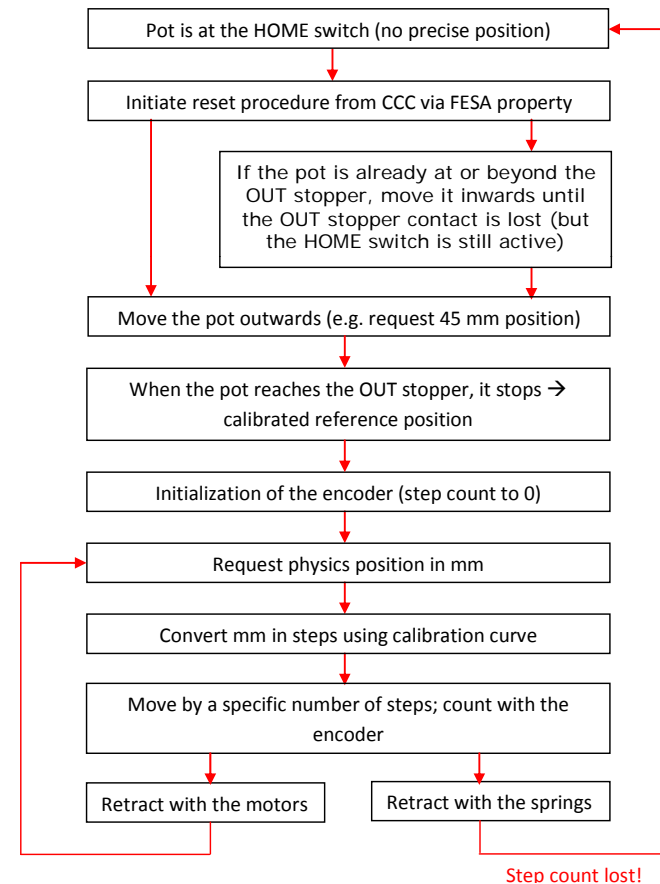 Pot is at the HOME switch (no precise position)
Initiate reset procedure from CCC via FESA property
If the pot is already at or beyond the
OUT stopper, move it inwards until
the OUT stopper contact is lost (but
the HOME switch is still active)
Move the pot outwards (e.g. request 45 mm position)
When the pot reaches the OUT stopper, it stops →
calibrated reference position
Initialization of the encoder (step count to 0)
Request physics position in mm
Convert mm in steps using calibration curve
Move by a specific number of steps; count with the
encoder
Retract with the motors
Retract with the springs
Step count lost!